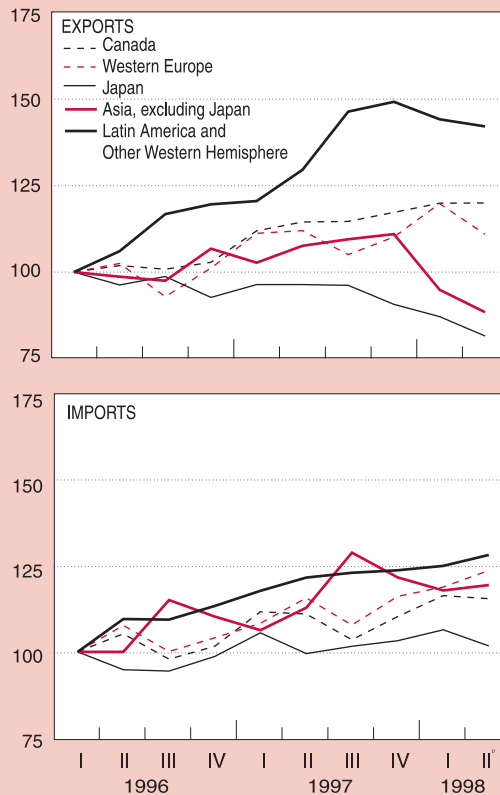 175
EXPORTS
Canada
Western Europe
Japan
Asia, excluding Japan
Latin America and
Other Western Hemisphere
150
125
100
75
175
IMPORTS
150
125
100
75
I II III IV I II III IV I IIᵖ
1996 1997 1998